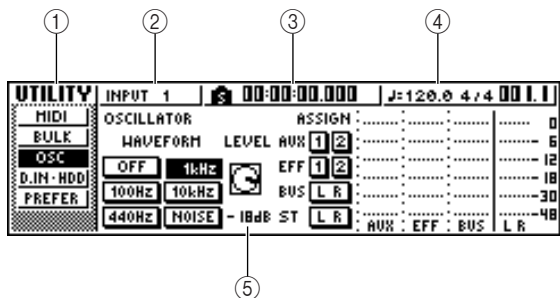 ① ② ③ ④
UTILITY INPUT 1 S 00:00:00.000 ♩=120.0 4/4 001.1
MIDI OSCILLATOR ASSIGN 0
BULK WAVEFORM LEVEL AUX 1 2 6
OSC OFF 1kHz EFF 1 2 12
D.IN·HDD 100Hz 10kHz BUS L R 18
PREFER 30
440Hz NOISE -18dB ST L R 48
AUX EFF BUS L R
⑤